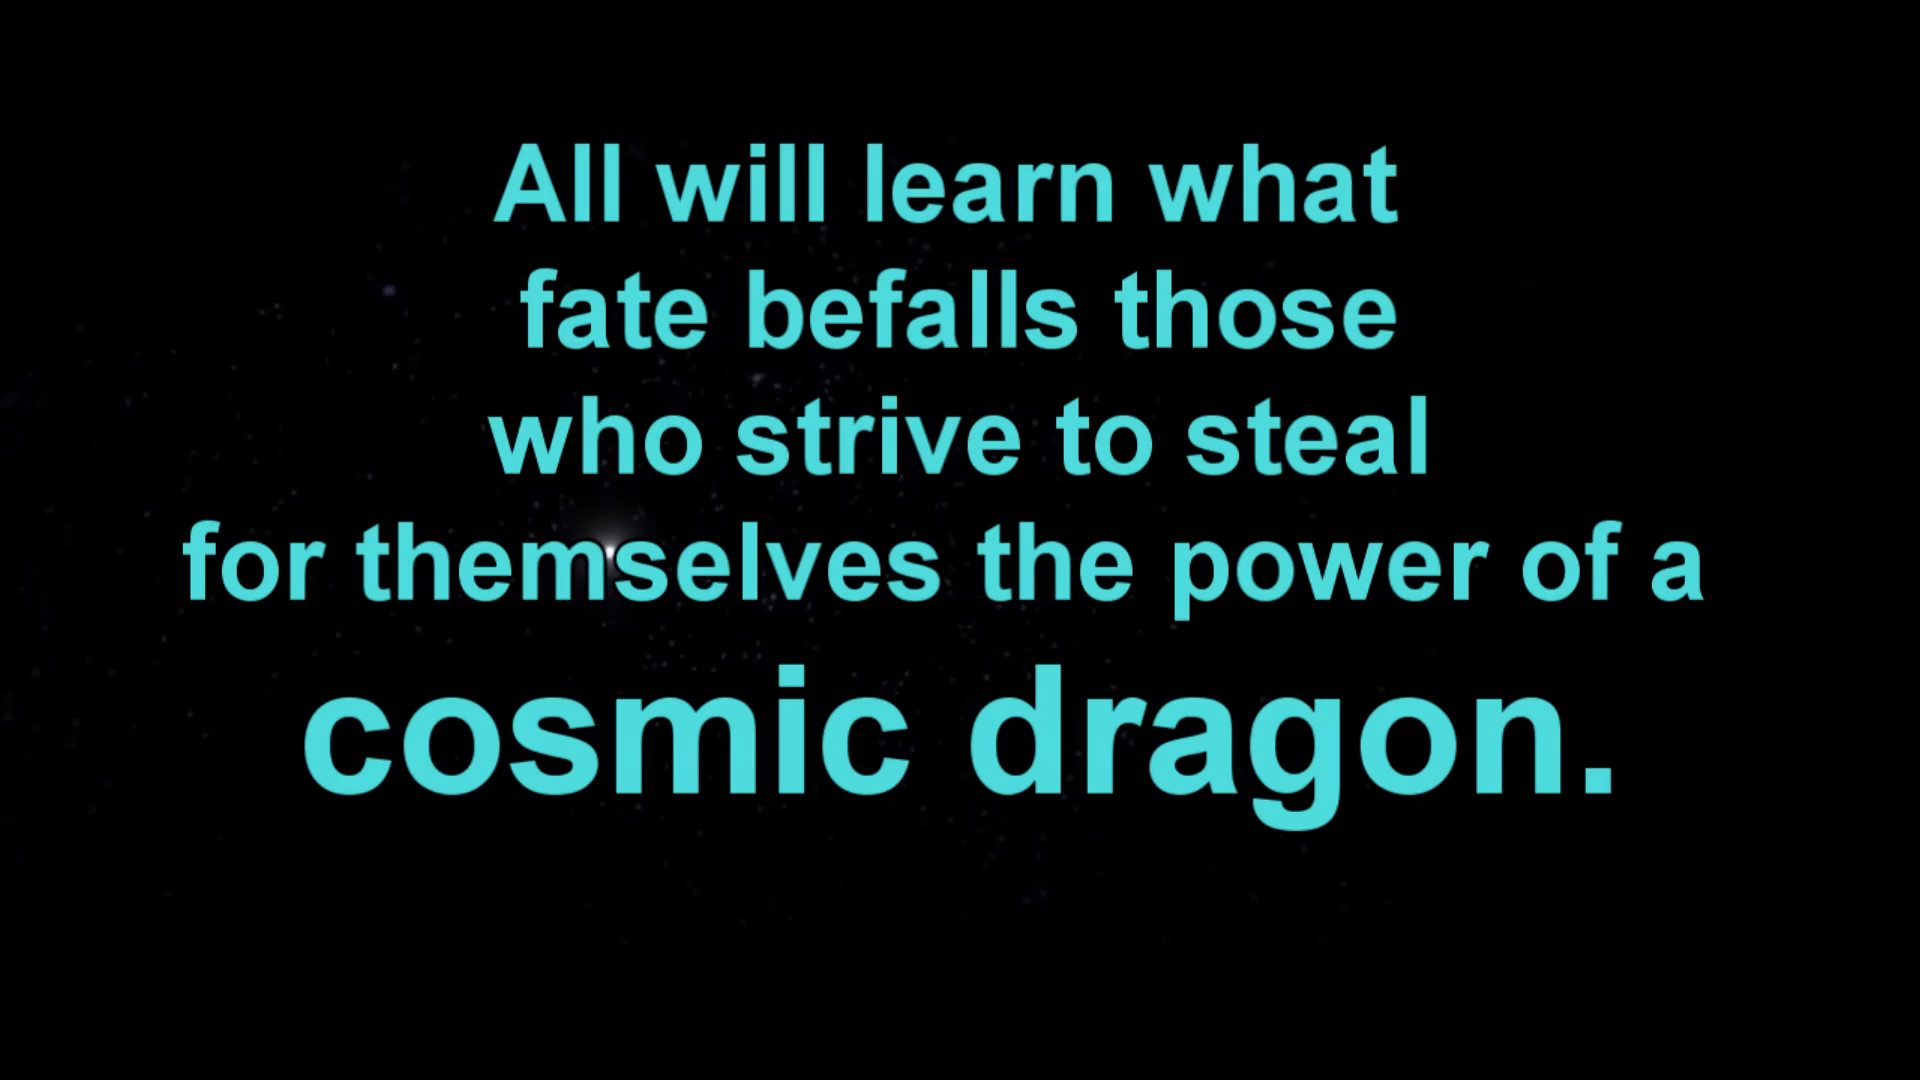 All will learn what
fate befalls those
who strive to steal
for themselves the power of a
cosmic dragon.